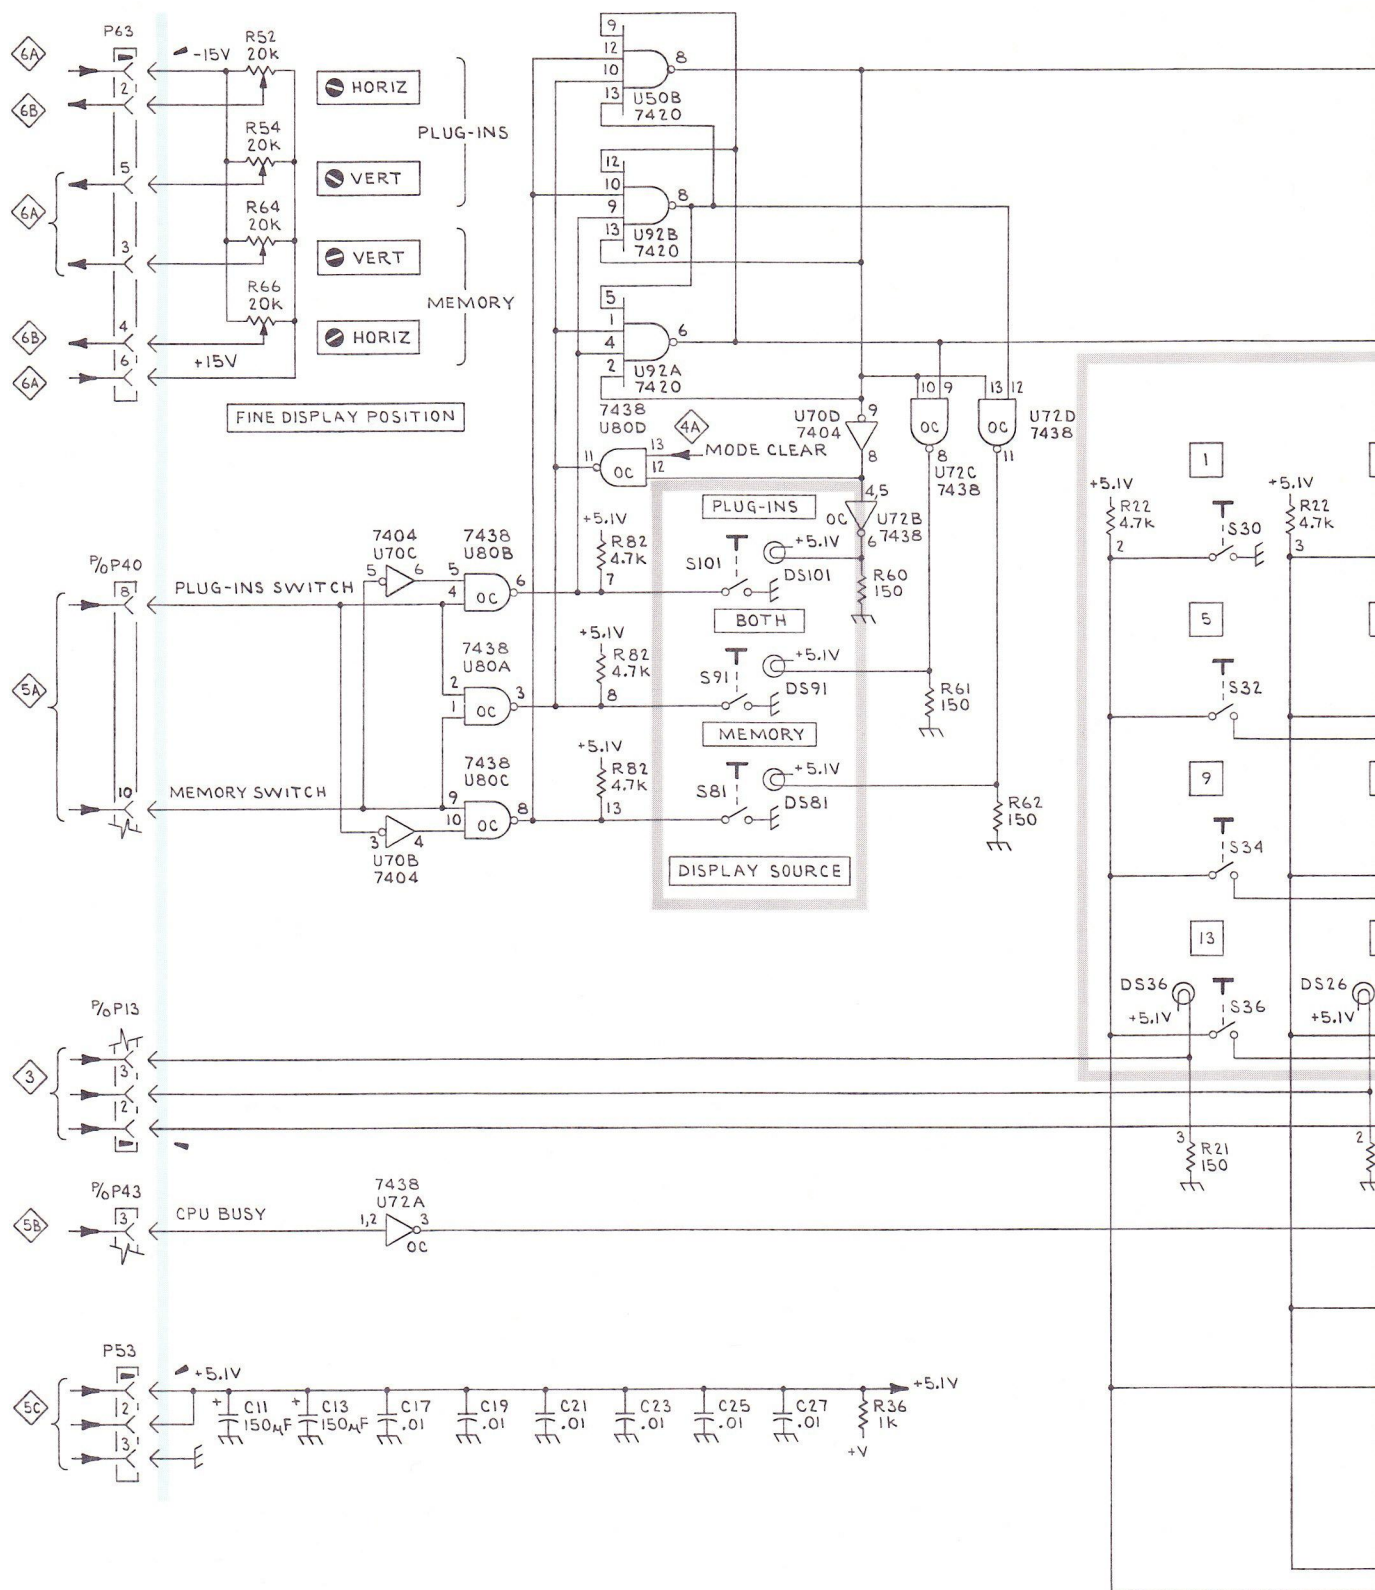 P63
6A
-15V
R52
20K
HORIZ
2
6B
R54
20K
PLUG-INS
5
VERT
6A
R64
20K
3
VERT
R66
20K
MEMORY
4
6B
HORIZ
6
+15V
6A
FINE DISPLAY POSITION
9
12
10
13
8
U50B
7420
12
10
9
13
8
U92B
7420
5
1
4
2
6
U92A
7420
7438
U80D
4A
11
OC
13
12
MODE CLEAR
U70D
7404
9
8
10
9
OC
8
U72C
7438
13
12
OC
11
U72D
7438
4,5
OC
U72B
7438
6
PLUG-INS
+5.1V
R82
4.7K
7
S101
+5.1V
DS101
R60
150
BOTH
+5.1V
R82
4.7K
8
S91
+5.1V
DS91
R61
150
MEMORY
+5.1V
R82
4.7K
13
S81
+5.1V
DS81
R62
150
DISPLAY SOURCE
P/O P40
8
PLUG-INS SWITCH
7404
U70C
5
6
7438
U80B
5
4
OC
6
5A
7438
U80A
2
1
OC
3
10
MEMORY SWITCH
7438
U80C
9
10
OC
8
3
4
U70B
7404
1
+5.1V
R22
4.7K
2
S30
+5.1V
R22
4.7K
3
5
S32
9
S34
13
DS36
+5.1V
S36
DS26
+5.1V
P/O P13
3
3
2
3
R21
150
2
P/O P43
5B
3
CPU BUSY
7438
U72A
1,2
3
OC
P53
5C
2
3
+5.1V
+
C11
150µF
+
C13
150µF
C17
.01
C19
.01
C21
.01
C23
.01
C25
.01
C27
.01
R36
1K
+V
+5.1V